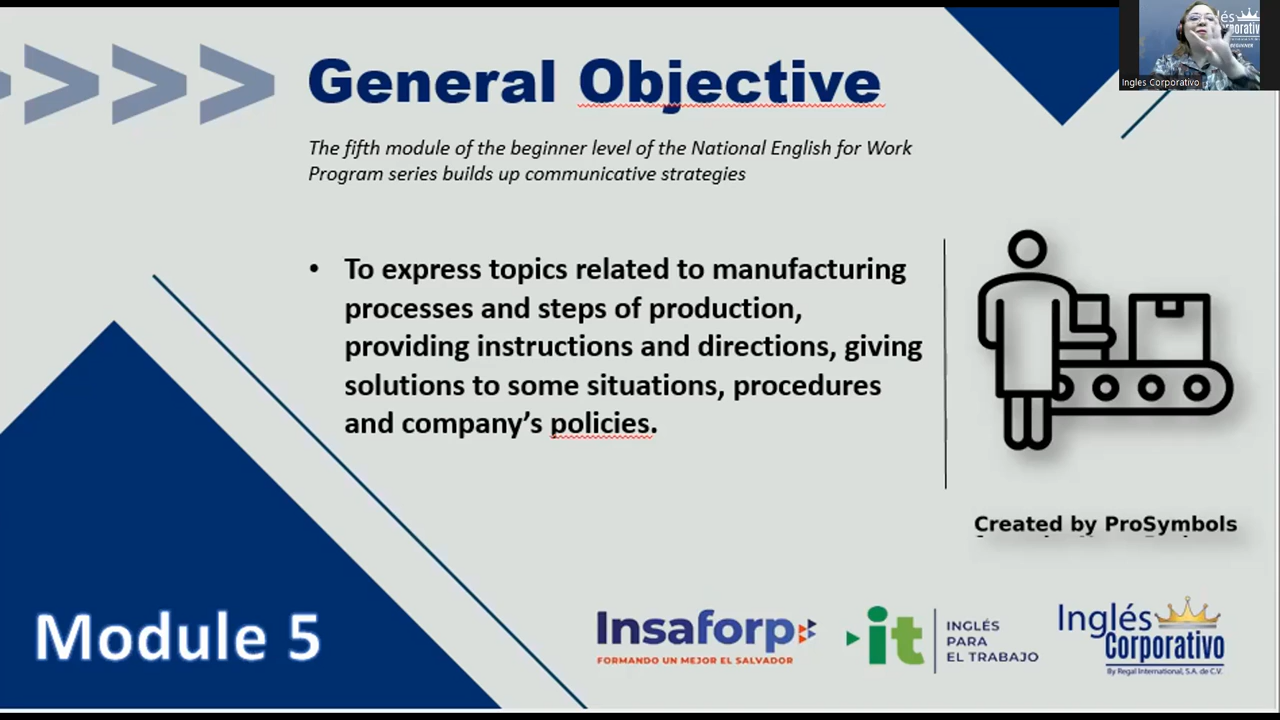 General Objective
The fifth module of the beginner level of the National English for Work
Program series builds up communicative strategies
• To express topics related to manufacturing
processes and steps of production,
providing instructions and directions, giving
solutions to some situations, procedures
and company's policies.
Created by ProSymbols
Module 5
Insaforp
FORMANDO UN MEJOR EL SALVADOR
it
INGLÉS
PARA
EL TRABAJO
Inglés
Corporativo
By Regal International, S.A. de C.V.
Ingles Corporativo